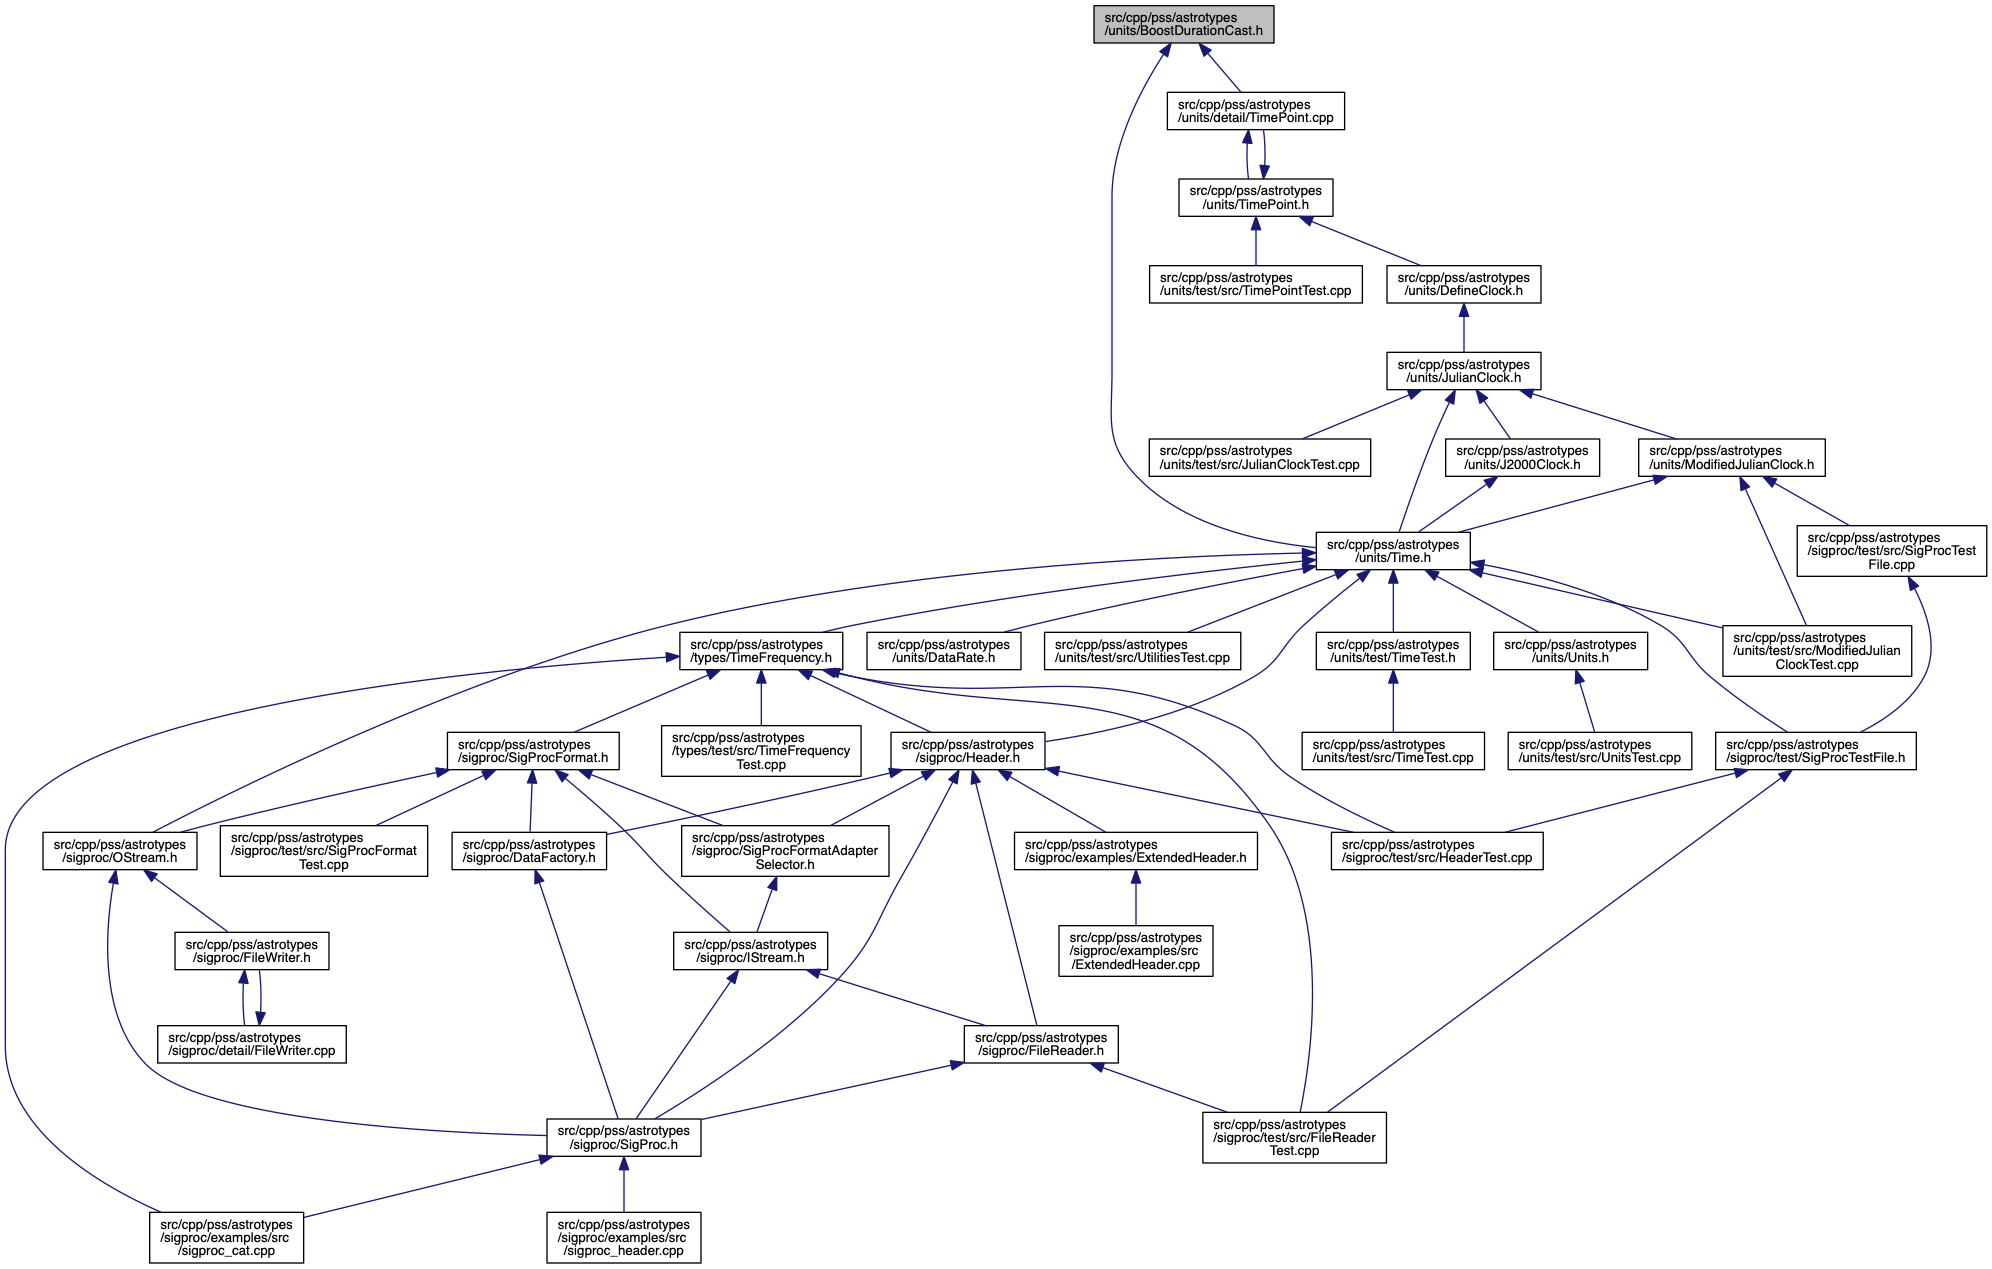 src/cpp/pss/astrotypes
/units/BoostDurationCast.h
src/cpp/pss/astrotypes
/units/detail/TimePoint.cpp
src/cpp/pss/astrotypes
/units/TimePoint.h
src/cpp/pss/astrotypes
/units/test/src/TimePointTest.cpp
src/cpp/pss/astrotypes
/units/DefineClock.h
src/cpp/pss/astrotypes
/units/JulianClock.h
src/cpp/pss/astrotypes
/units/test/src/JulianClockTest.cpp
src/cpp/pss/astrotypes
/units/J2000Clock.h
src/cpp/pss/astrotypes
/units/ModifiedJulianClock.h
src/cpp/pss/astrotypes
/units/Time.h
src/cpp/pss/astrotypes
/sigproc/test/src/SigProcTest
File.cpp
src/cpp/pss/astrotypes
/types/TimeFrequency.h
src/cpp/pss/astrotypes
/units/DataRate.h
src/cpp/pss/astrotypes
/units/test/src/UtilitiesTest.cpp
src/cpp/pss/astrotypes
/units/test/TimeTest.h
src/cpp/pss/astrotypes
/units/Units.h
src/cpp/pss/astrotypes
/units/test/src/ModifiedJulian
ClockTest.cpp
src/cpp/pss/astrotypes
/sigproc/SigProcFormat.h
src/cpp/pss/astrotypes
/types/test/src/TimeFrequency
Test.cpp
src/cpp/pss/astrotypes
/sigproc/Header.h
src/cpp/pss/astrotypes
/units/test/src/TimeTest.cpp
src/cpp/pss/astrotypes
/units/test/src/UnitsTest.cpp
src/cpp/pss/astrotypes
/sigproc/test/SigProcTestFile.h
src/cpp/pss/astrotypes
/sigproc/OStream.h
src/cpp/pss/astrotypes
/sigproc/test/src/SigProcFormat
Test.cpp
src/cpp/pss/astrotypes
/sigproc/DataFactory.h
src/cpp/pss/astrotypes
/sigproc/SigProcFormatAdapter
Selector.h
src/cpp/pss/astrotypes
/sigproc/examples/ExtendedHeader.h
src/cpp/pss/astrotypes
/sigproc/test/src/HeaderTest.cpp
src/cpp/pss/astrotypes
/sigproc/FileWriter.h
src/cpp/pss/astrotypes
/sigproc/IStream.h
src/cpp/pss/astrotypes
/sigproc/examples/src
/ExtendedHeader.cpp
src/cpp/pss/astrotypes
/sigproc/detail/FileWriter.cpp
src/cpp/pss/astrotypes
/sigproc/FileReader.h
src/cpp/pss/astrotypes
/sigproc/SigProc.h
src/cpp/pss/astrotypes
/sigproc/test/src/FileReader
Test.cpp
src/cpp/pss/astrotypes
/sigproc/examples/src
/sigproc_cat.cpp
src/cpp/pss/astrotypes
/sigproc/examples/src
/sigproc_header.cpp